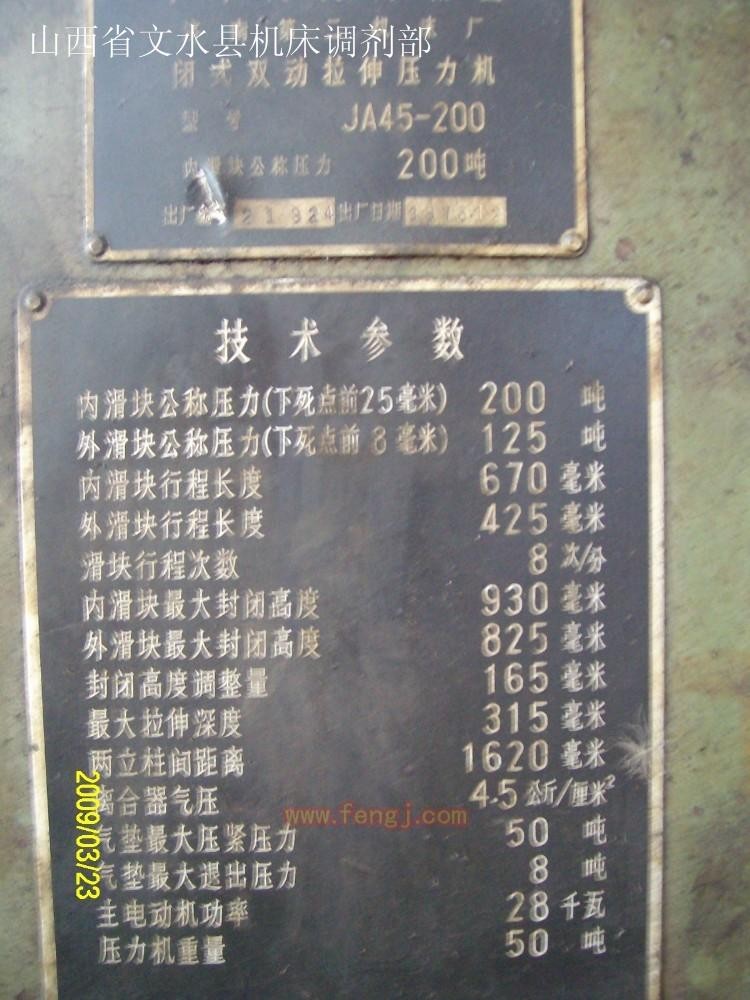 山西省文水县机床调剂部
机床厂
闭式双动拉伸压力机
型号 JA45-200
内滑块公称压力 200吨
出厂 21924 出厂日期
技术参数
内滑块公称压力(下死点前25毫米) 200 吨
外滑块公称压力(下死点前8毫米) 125 吨
内滑块行程长度 670 毫米
外滑块行程长度 425 毫米
滑块行程次数 8 次/分
内滑块最大封闭高度 930 毫米
外滑块最大封闭高度 825 毫米
封闭高度调整量 165 毫米
最大拉伸深度 315 毫米
两立柱间距离 1620 毫米
离合器气压 4.5 公斤/厘米²
气垫最大压紧压力 50 吨
气垫最大退出压力 8 吨
主电动机功率 28 千瓦
压力机重量 50 吨
www.fengj.com
2009/03/23